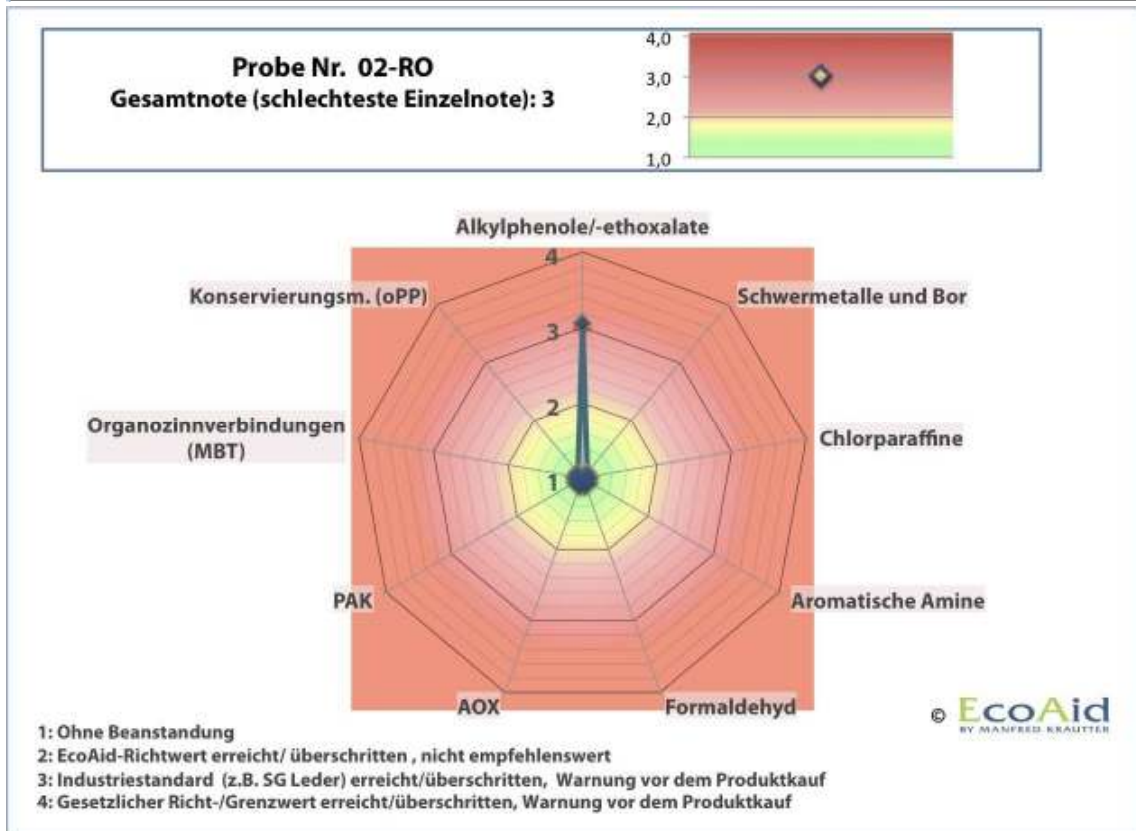 Probe Nr. 02-RO
Gesamtnote (schlechteste Einzelnote): 3
4,0
3,0
2,0
1,0
Alkylphenole/-ethoxalate
4
Konservierungsm. (oPP)
Schwermetalle und Bor
3
2
Organozinnverbindungen
(MBT)
Chlorparaffine
1
PAK
Aromatische Amine
AOX
Formaldehyd
© EcoAid
BY MANFRED KRAUTTER
1: Ohne Beanstandung
2: EcoAid-Richtwert erreicht/ überschritten , nicht empfehlenswert
3: Industriestandard (z.B. SG Leder) erreicht/überschritten, Warnung vor dem Produktkauf
4: Gesetzlicher Richt-/Grenzwert erreicht/überschritten, Warnung vor dem Produktkauf